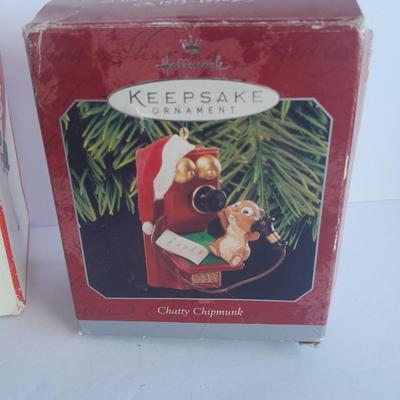 Hallmark
KEEPSAKE
ORNAMENT
Chatty Chipmunk